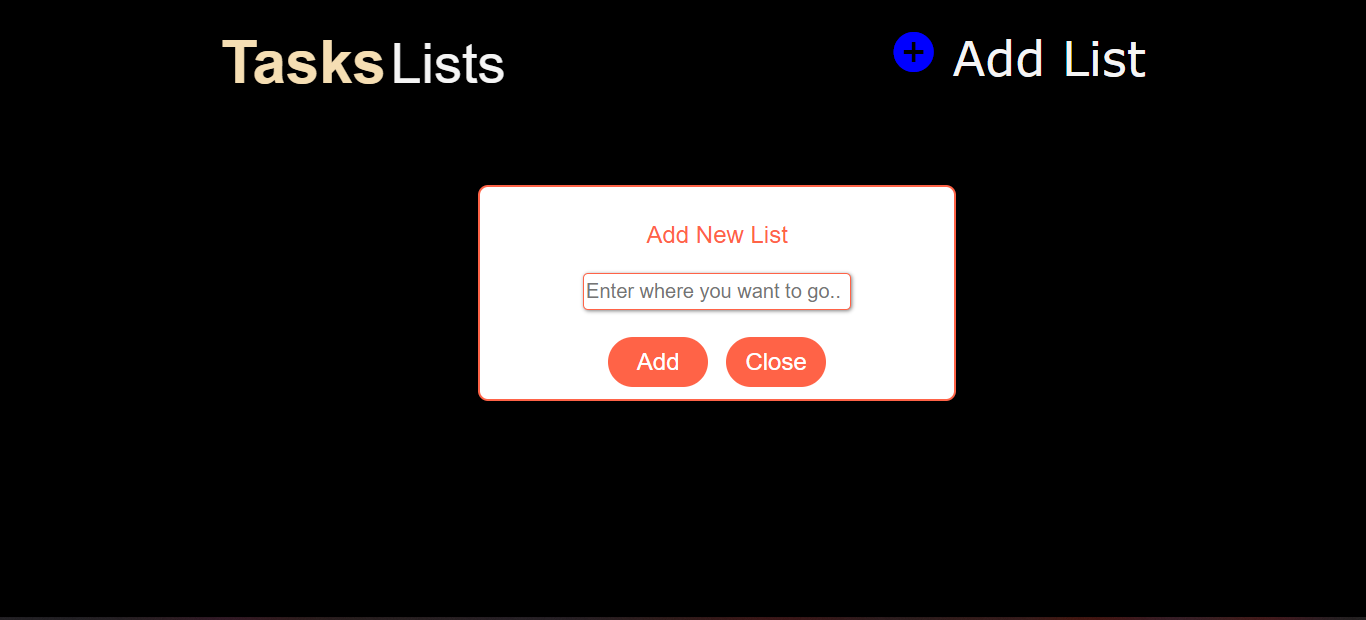 Tasks Lists
Add List
Add New List
Enter where you want to go..
Add
Close